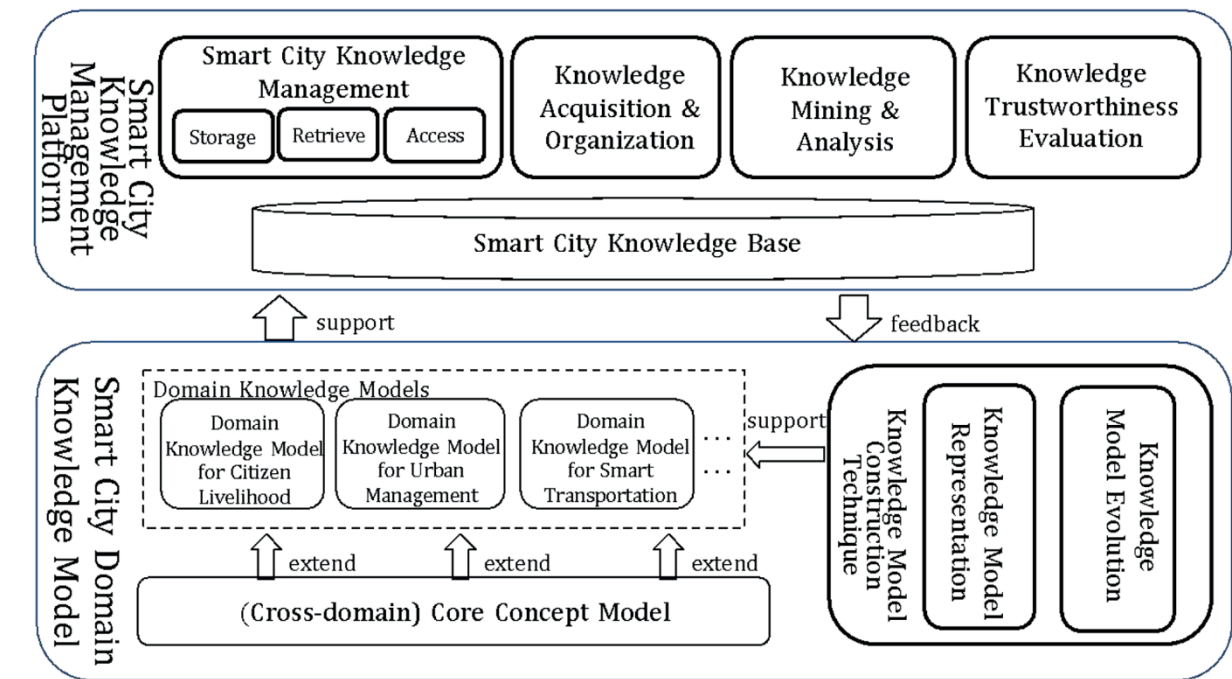 Smart City
Knowledge
Management
Platform
Smart City Knowledge
Management
Storage
Retrieve
Access
Knowledge
Acquisition &
Organization
Knowledge
Mining &
Analysis
Knowledge
Trustworthiness
Evaluation
Smart City Knowledge Base
support
feedback
Smart City Domain
Knowledge Model
Domain Knowledge Models
Domain
Knowledge Model
for Citizen
Livelihood
Domain
Knowledge Model
for Urban
Management
Domain
Knowledge Model
for Smart
Transportation
...
...
support
extend
extend
extend
(Cross-domain) Core Concept Model
Knowledge Model
Construction
Technique
Knowledge Model
Representation
Knowledge
Model Evolution